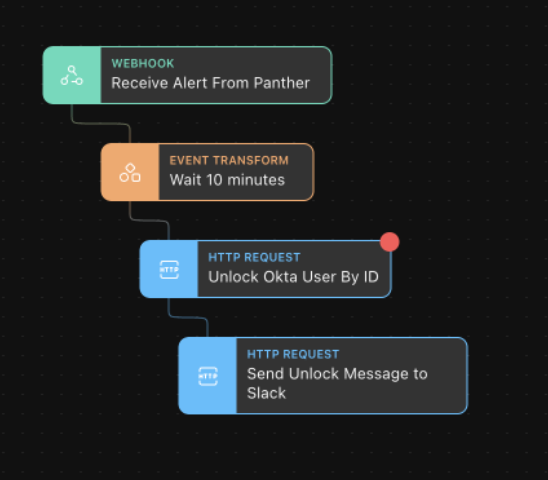 WEBHOOK
Receive Alert From Panther
EVENT TRANSFORM
Wait 10 minutes
HTTP
HTTP REQUEST
Unlock Okta User By ID
HTTP
HTTP REQUEST
Send Unlock Message to
Slack